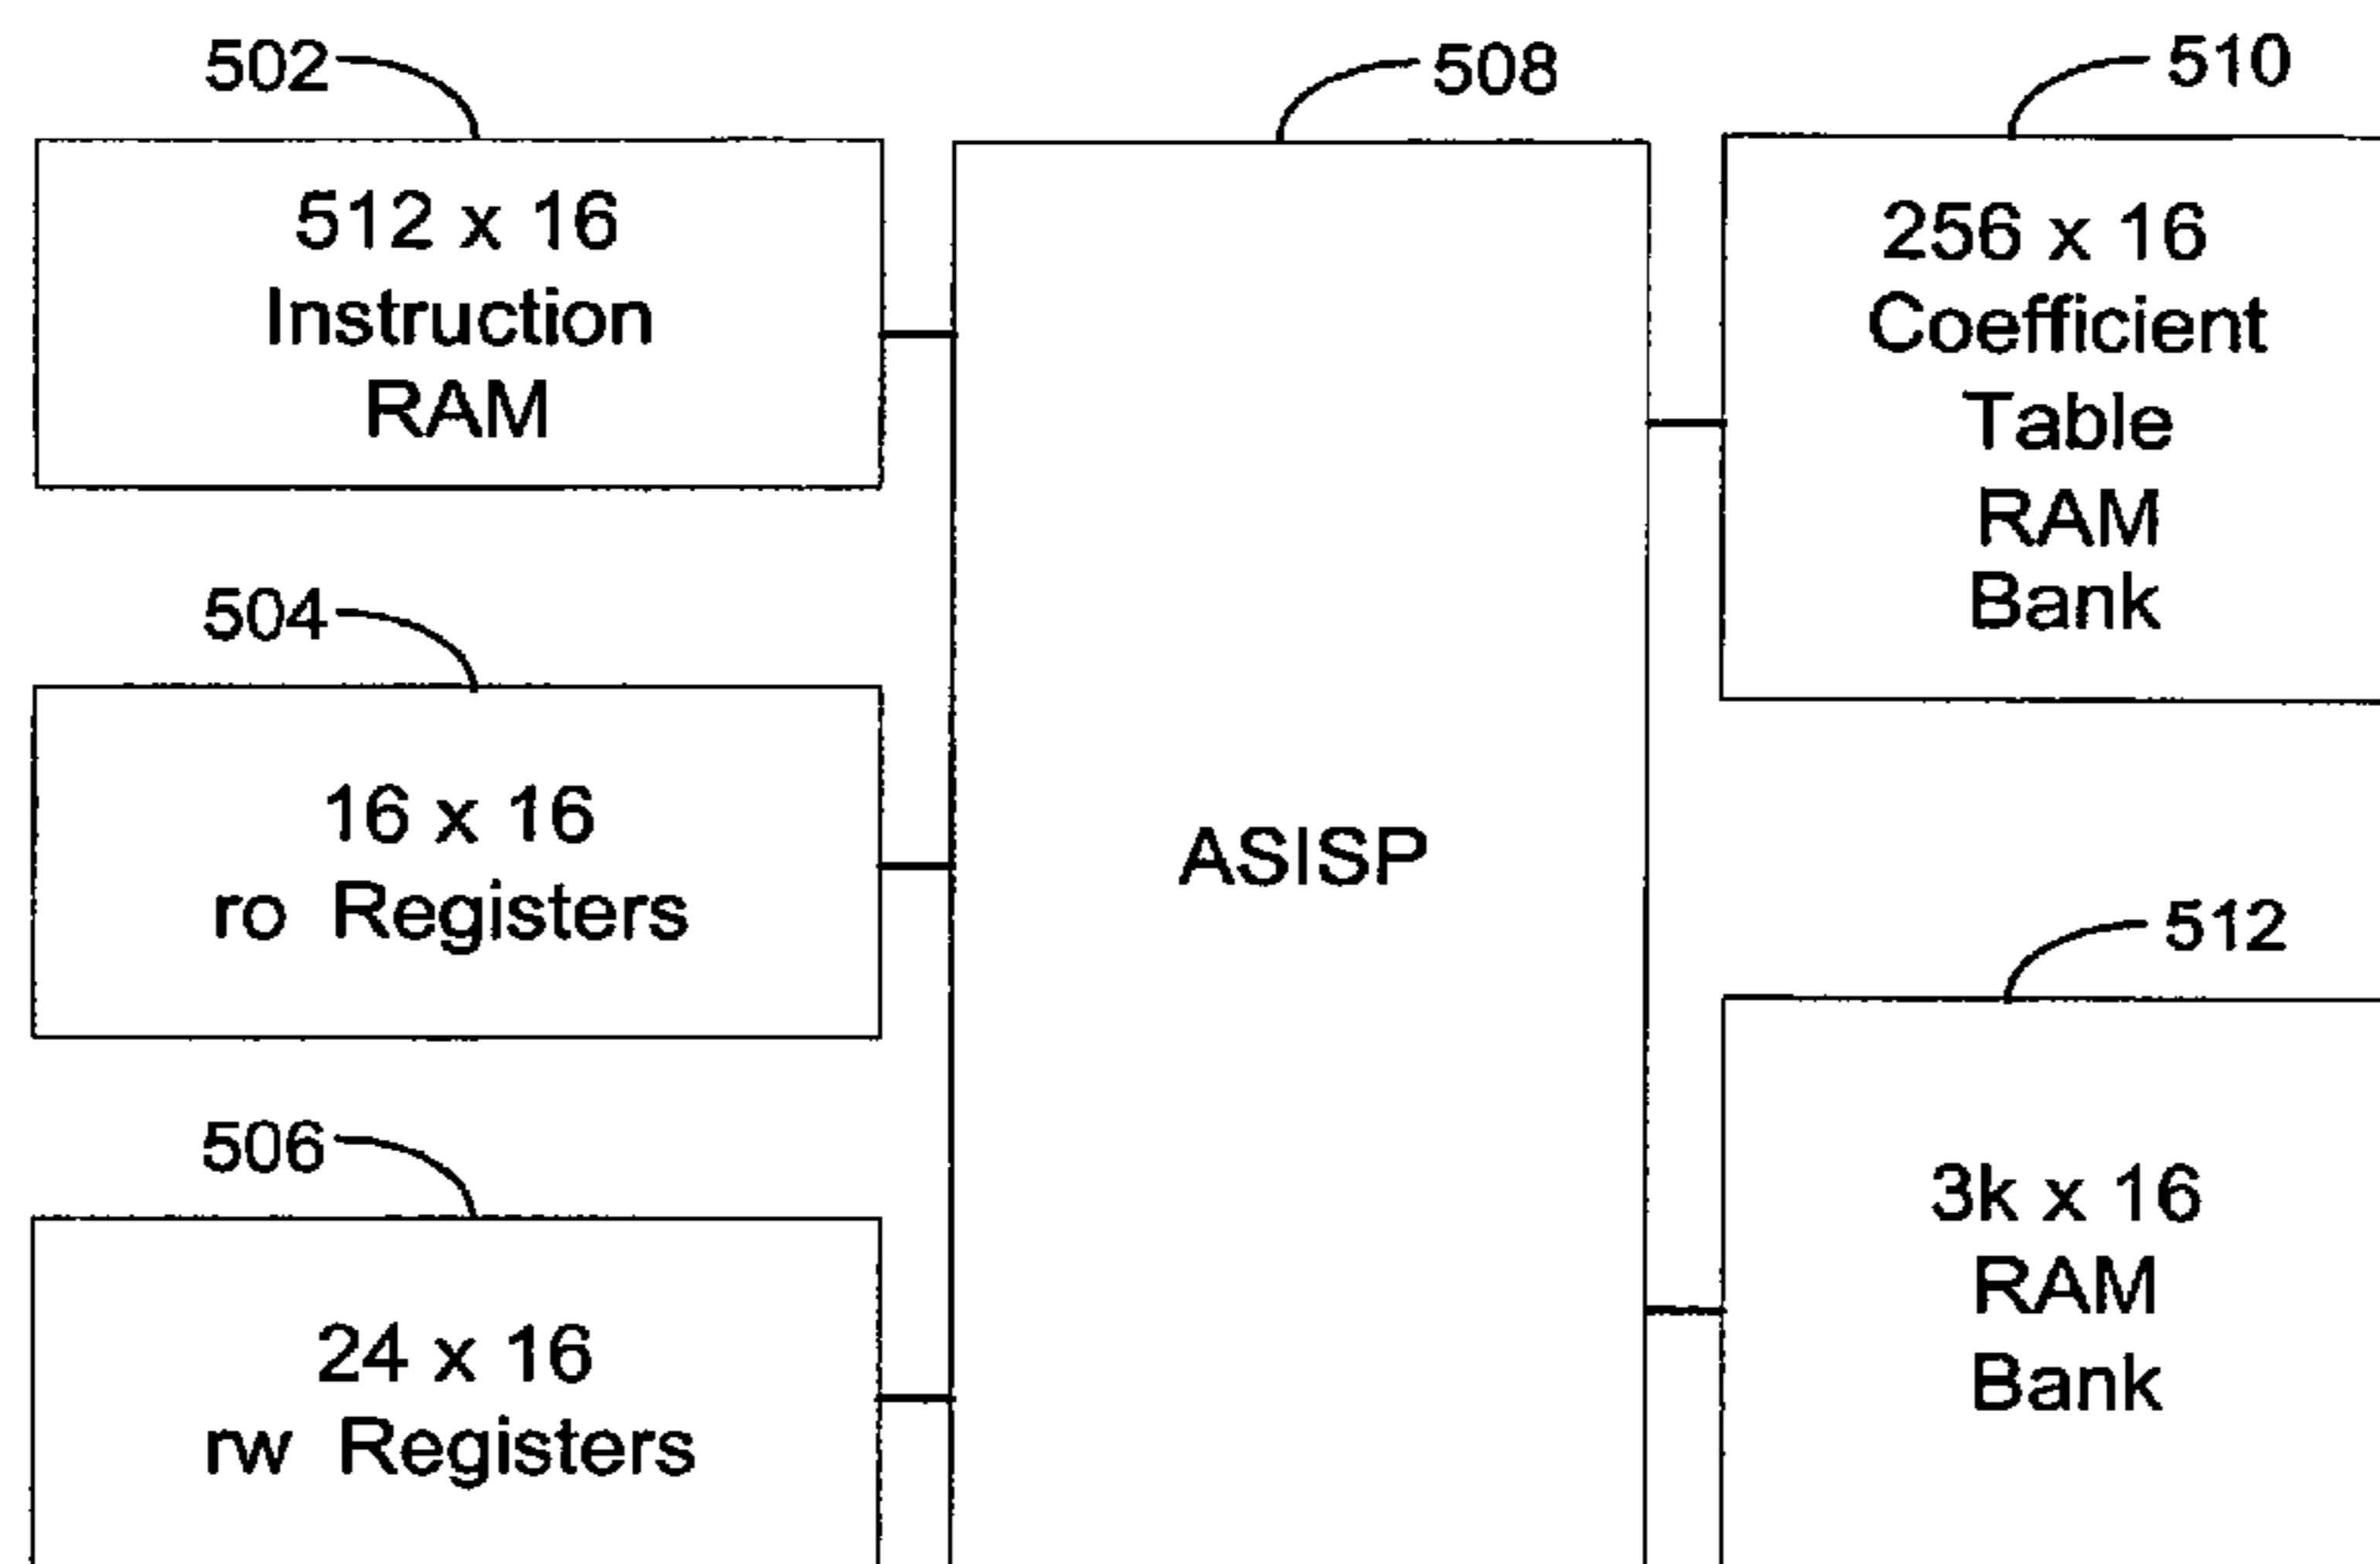 502
512 x 16
Instruction
RAM
504
16 x 16
ro Registers
506
24 x 16
rw Registers
508
ASISP
510
256 x 16
Coefficient
Table
RAM
Bank
512
3k x 16
RAM
Bank